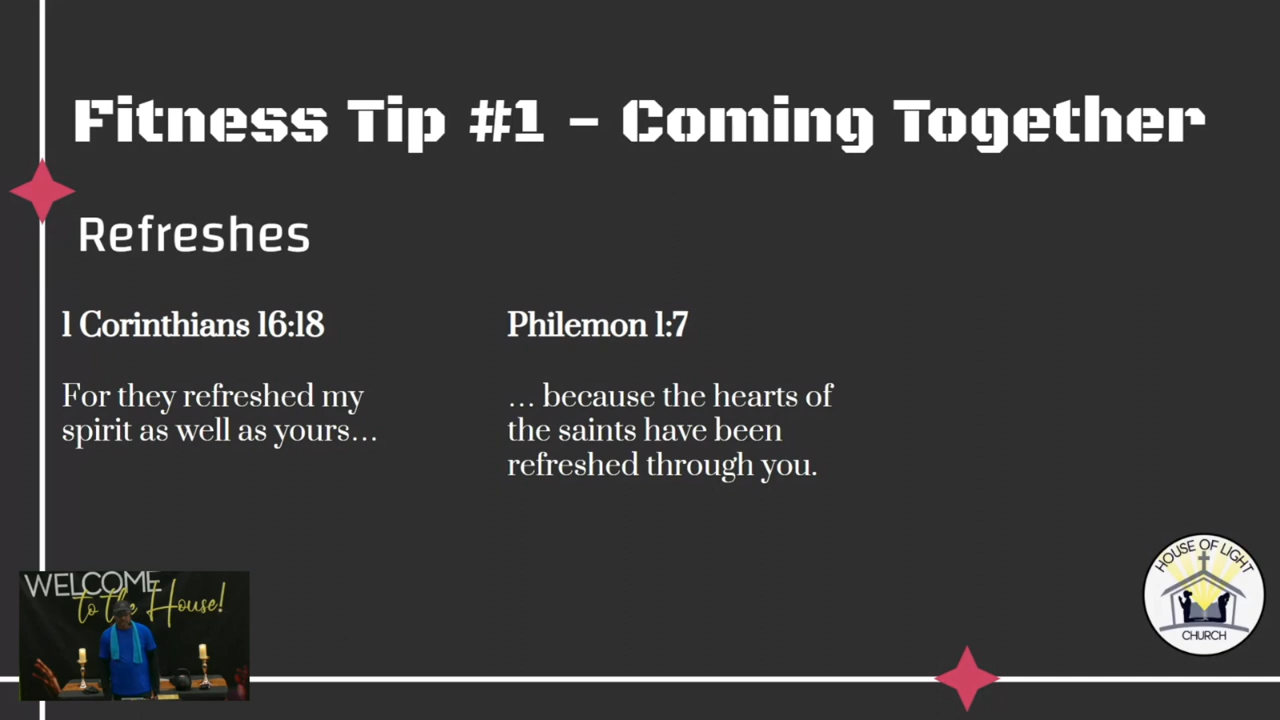 Fitness Tip #1 - Coming Together
Refreshes
1 Corinthians 16:18
For they refreshed my
spirit as well as yours...
Philemon 1:7
... because the hearts of
the saints have been
refreshed through you.
WELCOME
to the House!
HOUSE OF LIGHT
CHURCH